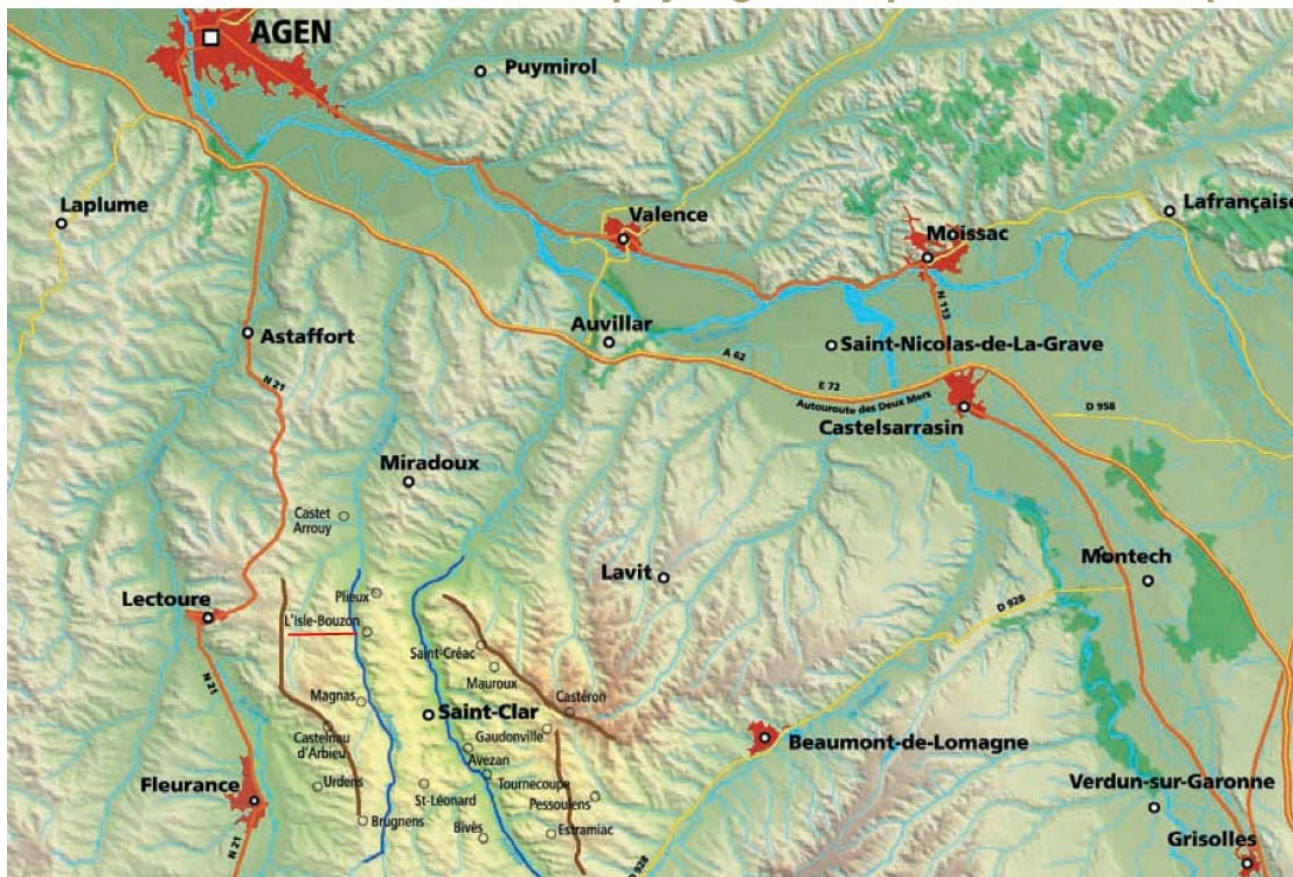 AGEN
Puymirol
Laplume
Valence
Lafrançaise
Moissac
N 113
Astaffort
Auvillar
Saint-Nicolas-de-La-Grave
A 62
N 21
E 72
Autouroute des Deux Mers
D 958
Castelsarrasin
Miradoux
Castet
Arrouy
Montech
Lavit
Plieux
D 928
Lectoure
L'Isle-Bouzon
Saint-Créac
Mauroux
N 21
Magnas
Castéron
Saint-Clar
Gaudonville
Castelnau
d'Arbieu
Beaumont-de-Lomagne
Avezan
Fleurance
Urdens
St-Léonard
Tournecoupe
Pessoulens
Verdun-sur-Garonne
Brugnens
Bivès
Estramiac
N 21
D 928
Grisolles